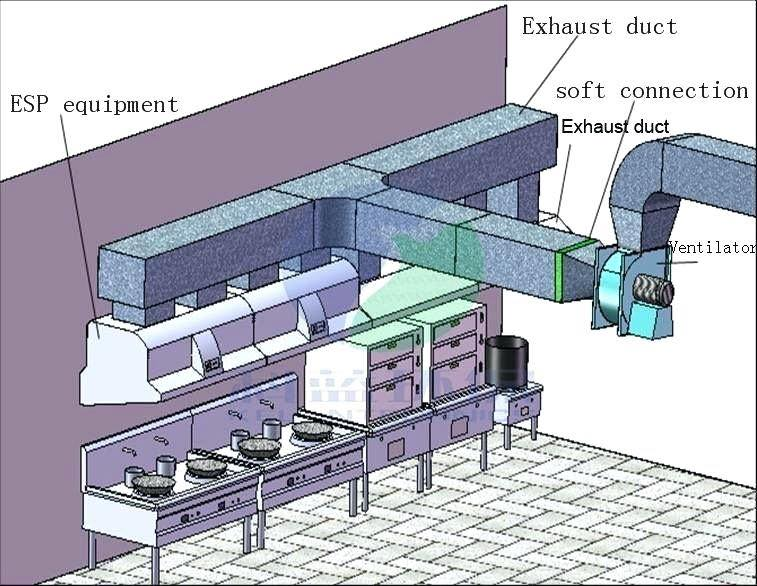 Exhaust duct
ESP equipment
soft connection
Exhaust duct
Ventilator